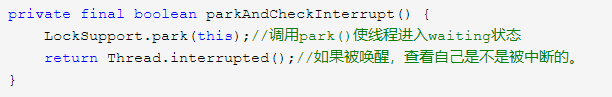 private final boolean parkAndCheckInterrupt() {
    LockSupport.park(this);//调用park()使线程进入waiting状态
    return Thread.interrupted();//如果被唤醒，查看自己是不是被中断的。
}